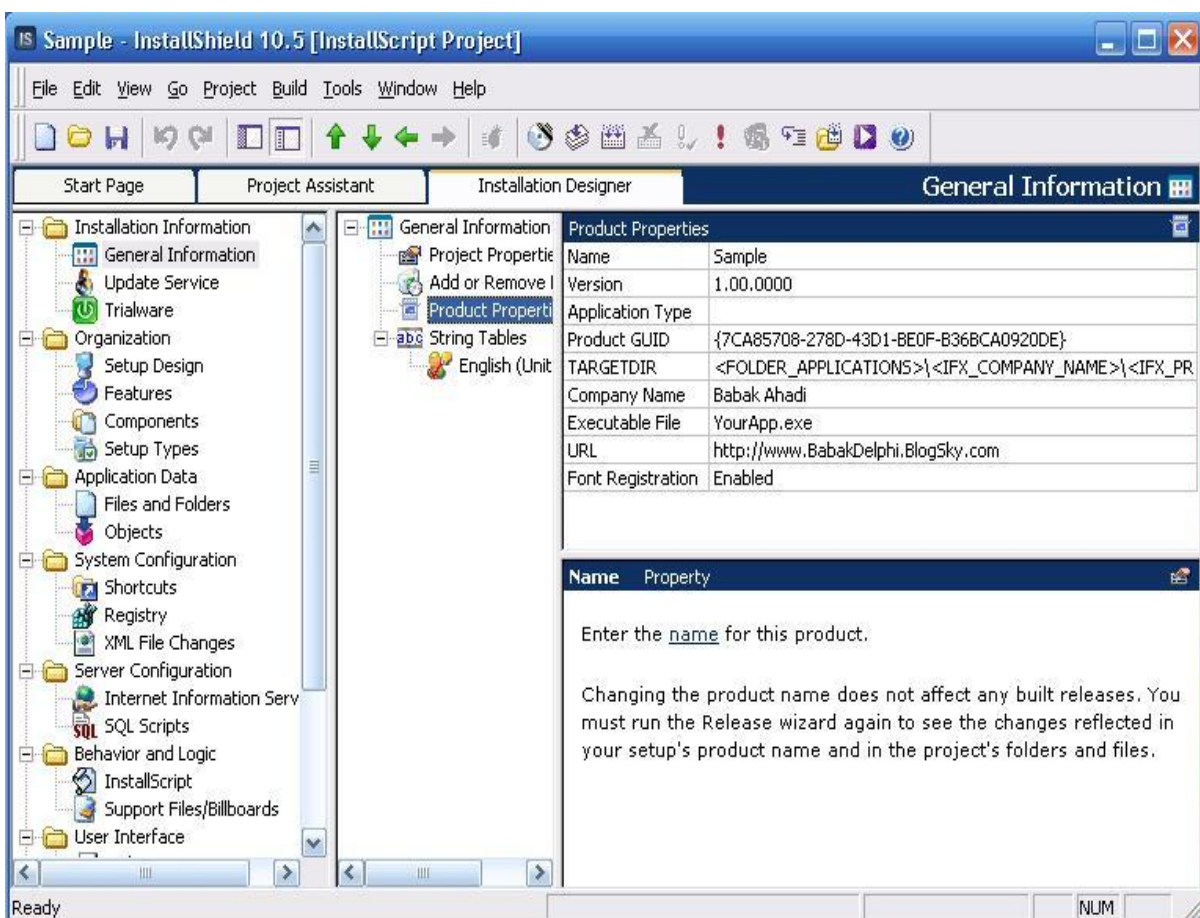 Sample - InstallShield 10.5 [InstallScript Project]
File Edit View Go Project Build Tools Window Help
Start Page
Project Assistant
Installation Designer
General Information
Installation Information
General Information
Update Service
Trialware
Organization
Setup Design
Features
Components
Setup Types
Application Data
Files and Folders
Objects
System Configuration
Shortcuts
Registry
XML File Changes
Server Configuration
Internet Information Serv
SQL Scripts
Behavior and Logic
InstallScript
Support Files/Billboards
User Interface
General Information
Project Propertie
Add or Remove
Product Properti
String Tables
English (Unit
Product Properties
Name Sample
Version 1.00.0000
Application Type
Product GUID {7CA85708-278D-43D1-BE0F-B36BCA0920DE}
TARGETDIR <FOLDER_APPLICATIONS>\<IFX_COMPANY_NAME>\<IFX_PR
Company Name Babak Ahadi
Executable File YourApp.exe
URL http://www.BabakDelphi.BlogSky.com
Font Registration Enabled
Name Property
Enter the name for this product.
Changing the product name does not affect any built releases. You
must run the Release wizard again to see the changes reflected in
your setup's product name and in the project's folders and files.
Ready
NUM